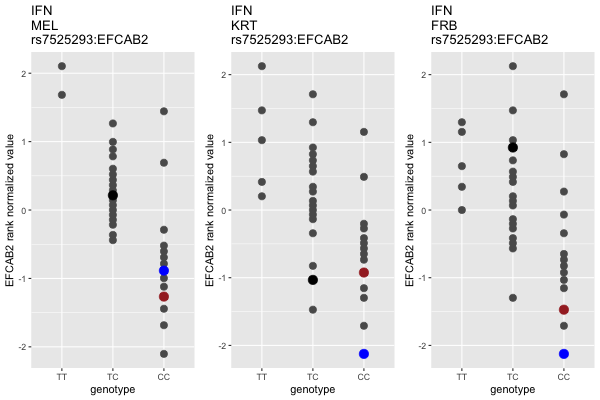 IFN
MEL
rs7525293:EFCAB2
EFCAB2 rank normalized value
2
1
0
-1
-2
TT
TC
CC
genotype
IFN
KRT
rs7525293:EFCAB2
EFCAB2 rank normalized value
2
1
0
-1
-2
TT
TC
CC
genotype
IFN
FRB
rs7525293:EFCAB2
EFCAB2 rank normalized value
2
1
0
-1
-2
TT
TC
CC
genotype